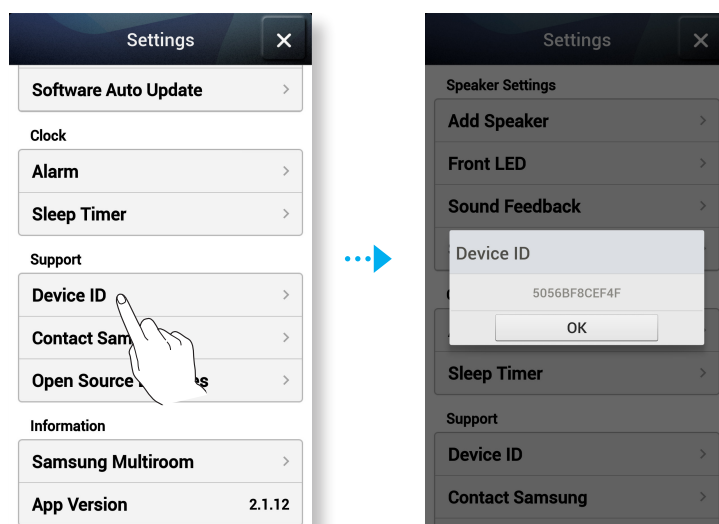 Settings
Software Auto Update
Clock
Alarm
Sleep Timer
Support
Device ID
Contact Sam
Open Source
es
Information
Samsung Multiroom
App Version 2.1.12
Settings
Speaker Settings
Add Speaker
Front LED
Sound Feedback
Device ID
5056BF8CEF4F
OK
Sleep Timer
Support
Device ID
Contact Samsung